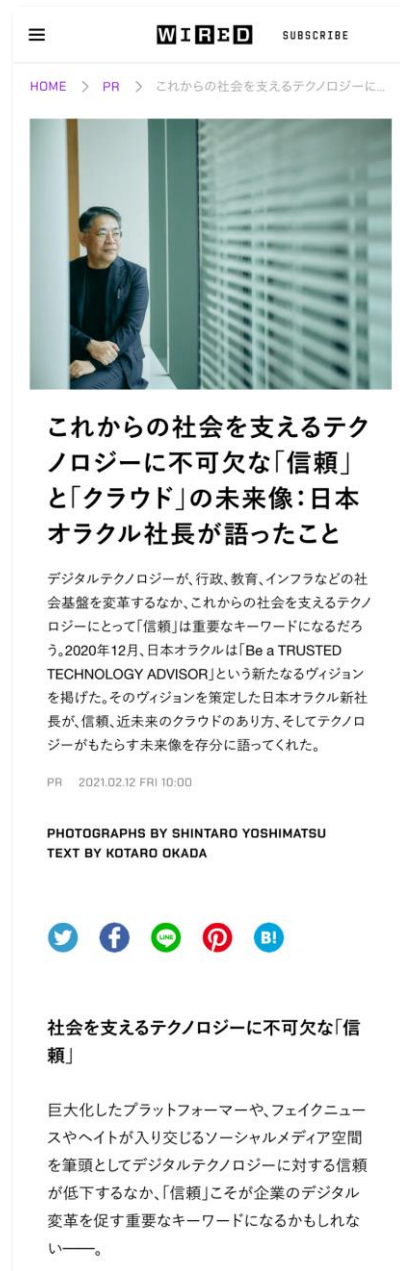 WIRED SUBSCRIBE
HOME > PR > これからの社会を支えるテクノロジーに...
これからの社会を支えるテク
ノロジーに不可欠な「信頼」
と「クラウド」の未来像：日本
オラクル社長が語ったこと
デジタルテクノロジーが、行政、教育、インフラなどの社
会基盤を変革するなか、これからの社会を支えるテクノ
ロジーにとって「信頼」は重要なキーワードになるだろ
う。2020年12月、日本オラクルは「Be a TRUSTED
TECHNOLOGY ADVISOR」という新たなるヴィジョン
を掲げた。そのヴィジョンを策定した日本オラクル新社
長が、信頼、近未来のクラウドのあり方、そしてテクノロ
ジーがもたらす未来像を存分に語ってくれた。
PR 2021.02.12 FRI 10:00
PHOTOGRAPHS BY SHINTARO YOSHIMATSU
TEXT BY KOTARO OKADA
LINE
B!
社会を支えるテクノロジーに不可欠な「信
頼」
巨大化したプラットフォーマーや、フェイクニュー
スやヘイトが入り交じるソーシャルメディア空間
を筆頭としてデジタルテクノロジーに対する信頼
が低下するなか、「信頼」こそが企業のデジタル
変革を促す重要なキーワードになるかもしれな
い——。